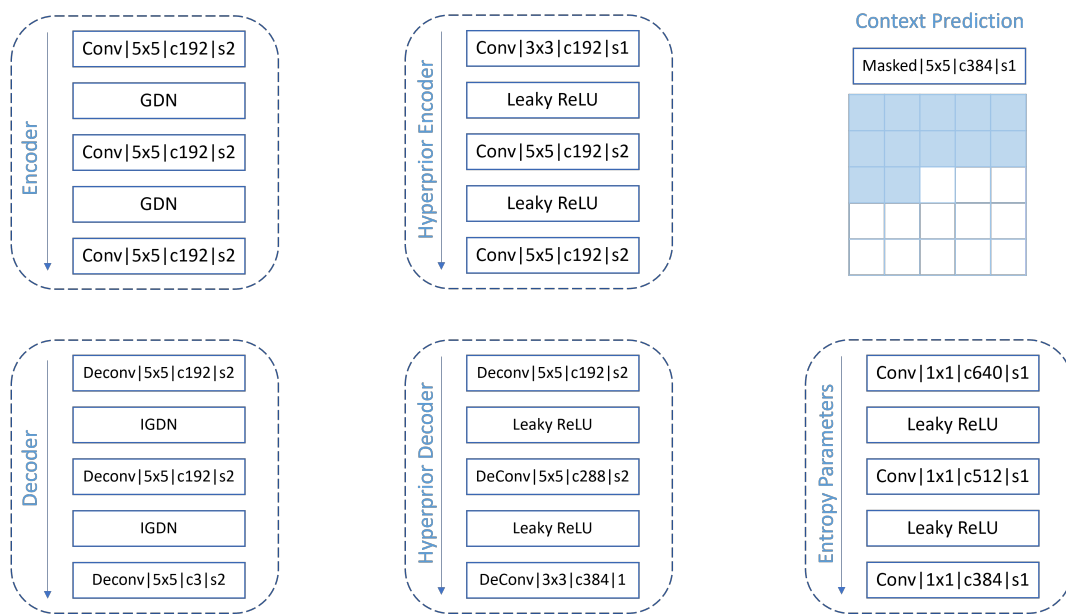 Encoder
Conv|5x5|c192|s2
GDN
Conv|5x5|c192|s2
GDN
Conv|5x5|c192|s2
Hyperprior Encoder
Conv|3x3|c192|s1
Leaky ReLU
Conv|5x5|c192|s2
Leaky ReLU
Conv|5x5|c192|s2
Context Prediction
Masked|5x5|c384|s1
Decoder
Deconv|5x5|c192|s2
IGDN
Deconv|5x5|c192|s2
IGDN
Deconv|5x5|c3|s2
Hyperprior Decoder
Deconv|5x5|c192|s2
Leaky ReLU
DeConv|5x5|c288|s2
Leaky ReLU
DeConv|3x3|c384|1
Entropy Parameters
Conv|1x1|c640|s1
Leaky ReLU
Conv|1x1|c512|s1
Leaky ReLU
Conv|1x1|c384|s1